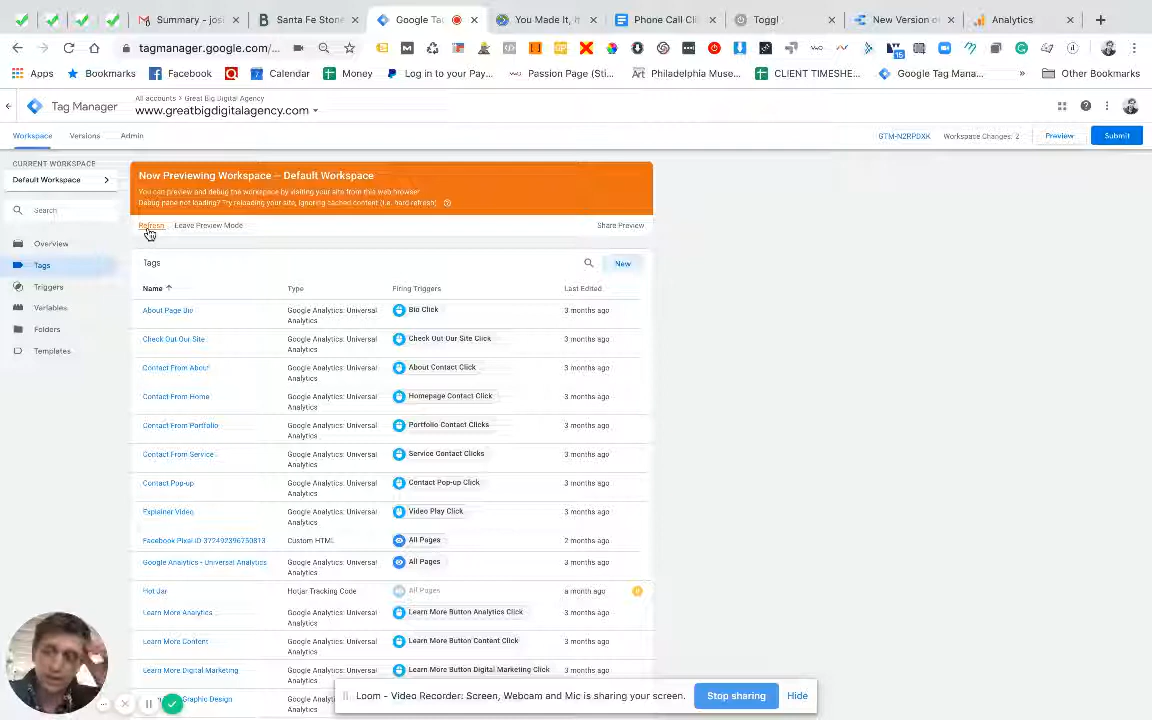 Summary - josi
Santa Fe Stone
Google Tag
You Made It, I
Phone Call Cli
Toggl
New Version o
Analytics
tagmanager.google.com/...
15
Apps
Bookmarks
Facebook
Calendar
Money
Log in to your Pay...
Passion Page (Sti...
Philadelphia Muse...
CLIENT TIMESHE...
Google Tag Mana...
»
Other Bookmarks
Tag Manager
All accounts > Great Big Digital Agency
www.greatbigdigitalagency.com
Workspace
Versions
Admin
GTM-N2RPDXK
Workspace Changes: 2
Preview
Submit
CURRENT WORKSPACE
Default Workspace
Search
Overview
Tags
Triggers
Variables
Folders
Templates
Now Previewing Workspace – Default Workspace
You can preview and debug the workspace by visiting your site from this web browser
Debug pane not loading? Try reloading your site, ignoring cached content (i.e. hard refresh)
Refresh
Leave Preview Mode
Share Preview
Tags
New
Name Type Firing Triggers Last Edited
About Page Bio Google Analytics: Universal Bio Click 3 months ago
Analytics
Check Out Our Site Google Analytics: Universal Check Out Our Site Click 3 months ago
Analytics
Contact From About Google Analytics: Universal About Contact Click 3 months ago
Analytics
Contact From Home Google Analytics: Universal Homepage Contact Click 3 months ago
Analytics
Contact From Portfolio Google Analytics: Universal Portfolio Contact Clicks 3 months ago
Analytics
Contact From Service Google Analytics: Universal Service Contact Clicks 3 months ago
Analytics
Contact Pop-up Google Analytics: Universal Contact Pop-up Click 3 months ago
Analytics
Explainer Video Google Analytics: Universal Video Play Click 3 months ago
Analytics
Facebook Pixel ID 372492396750813 Custom HTML All Pages 2 months ago
Google Analytics - Universal Analytics Google Analytics: Universal All Pages 3 months ago
Analytics
Hot Jar Hotjar Tracking Code All Pages a month ago
Learn More Analytics Google Analytics: Universal Learn More Button Analytics Click 3 months ago
Analytics
Learn More Content Google Analytics: Universal Learn More Button Content Click 3 months ago
Analytics
Learn More Digital Marketing Google Analytics: Universal Learn More Button Digital Marketing Click 3 months ago
Graphic Design
Loom - Video Recorder: Screen, Webcam and Mic is sharing your screen.
Stop sharing
Hide